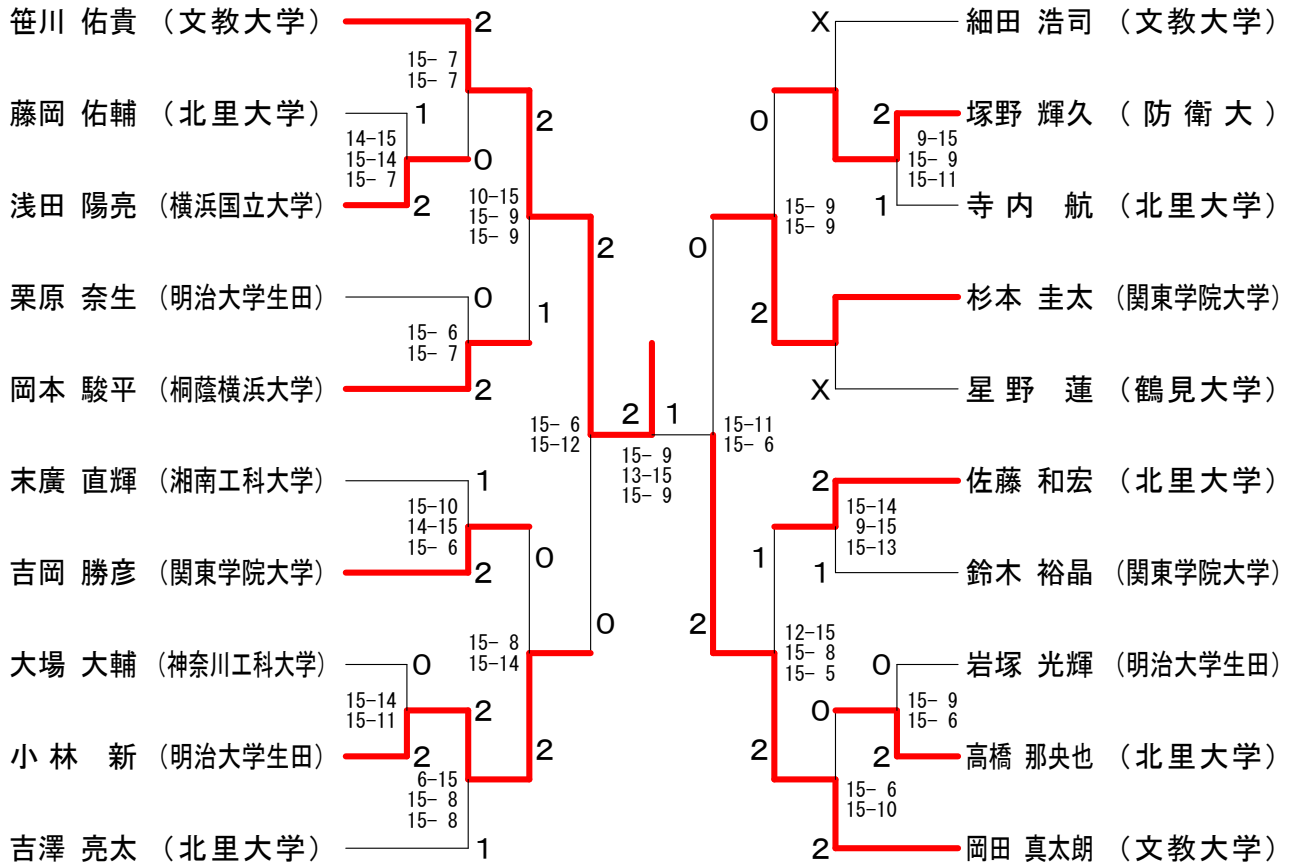 笹川 佑貴 （文教大学） 2
15- 7
15- 7
藤岡 佑輔 （北里大学） 1
14-15
15-14
15- 7
0
2
浅田 陽亮 （横浜国立大学） 2
10-15
15- 9
15- 9
2
栗原 奈生 （明治大学生田） 0
15- 6
15- 7
1
岡本 駿平 （桐蔭横浜大学） 2
15- 6
15-12
末廣 直輝 （湘南工科大学） 1
15-10
14-15
15- 6
0
吉岡 勝彦 （関東学院大学） 2
15- 8
15-14
0
大場 大輔 （神奈川工科大学） 0
15-14
15-11
2
小林 新 （明治大学生田） 2
2
6-15
15- 8
15- 8
吉澤 亮太 （北里大学） 1
2 1
15- 9
13-15
15- 9
X 細田 浩司 （文教大学）
0
2 塚野 輝久 （防衛大）
9-15
15- 9
15-11
1 寺内 航 （北里大学）
15- 9
15- 9
0
2
杉本 圭太 （関東学院大学）
X 星野 蓮 （鶴見大学）
15-11
15- 6
2 佐藤 和宏 （北里大学）
15-14
9-15
15-13
1
1 鈴木 裕晶 （関東学院大学）
2
12-15
15- 8
15- 5
0 岩塚 光輝 （明治大学生田）
15- 9
15- 6
0
2 高橋 那央也 （北里大学）
2
15- 6
15-10
2 岡田 真太朗 （文教大学）